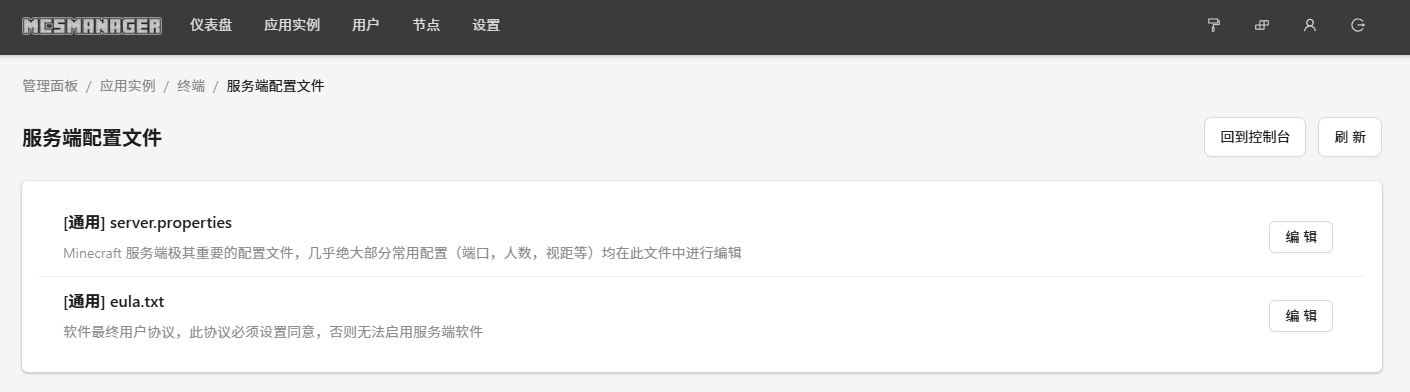 MCSMANAGER 仪表盘 应用实例 用户 节点 设置
管理面板 / 应用实例 / 终端 / 服务端配置文件
服务端配置文件 回到控制台 刷 新
[通用] server.properties
Minecraft 服务端极其重要的配置文件，几乎绝大部分常用配置（端口，人数，视距等）均在此文件中进行编辑
编 辑
[通用] eula.txt
软件最终用户协议，此协议必须设置同意，否则无法启用服务端软件
编 辑